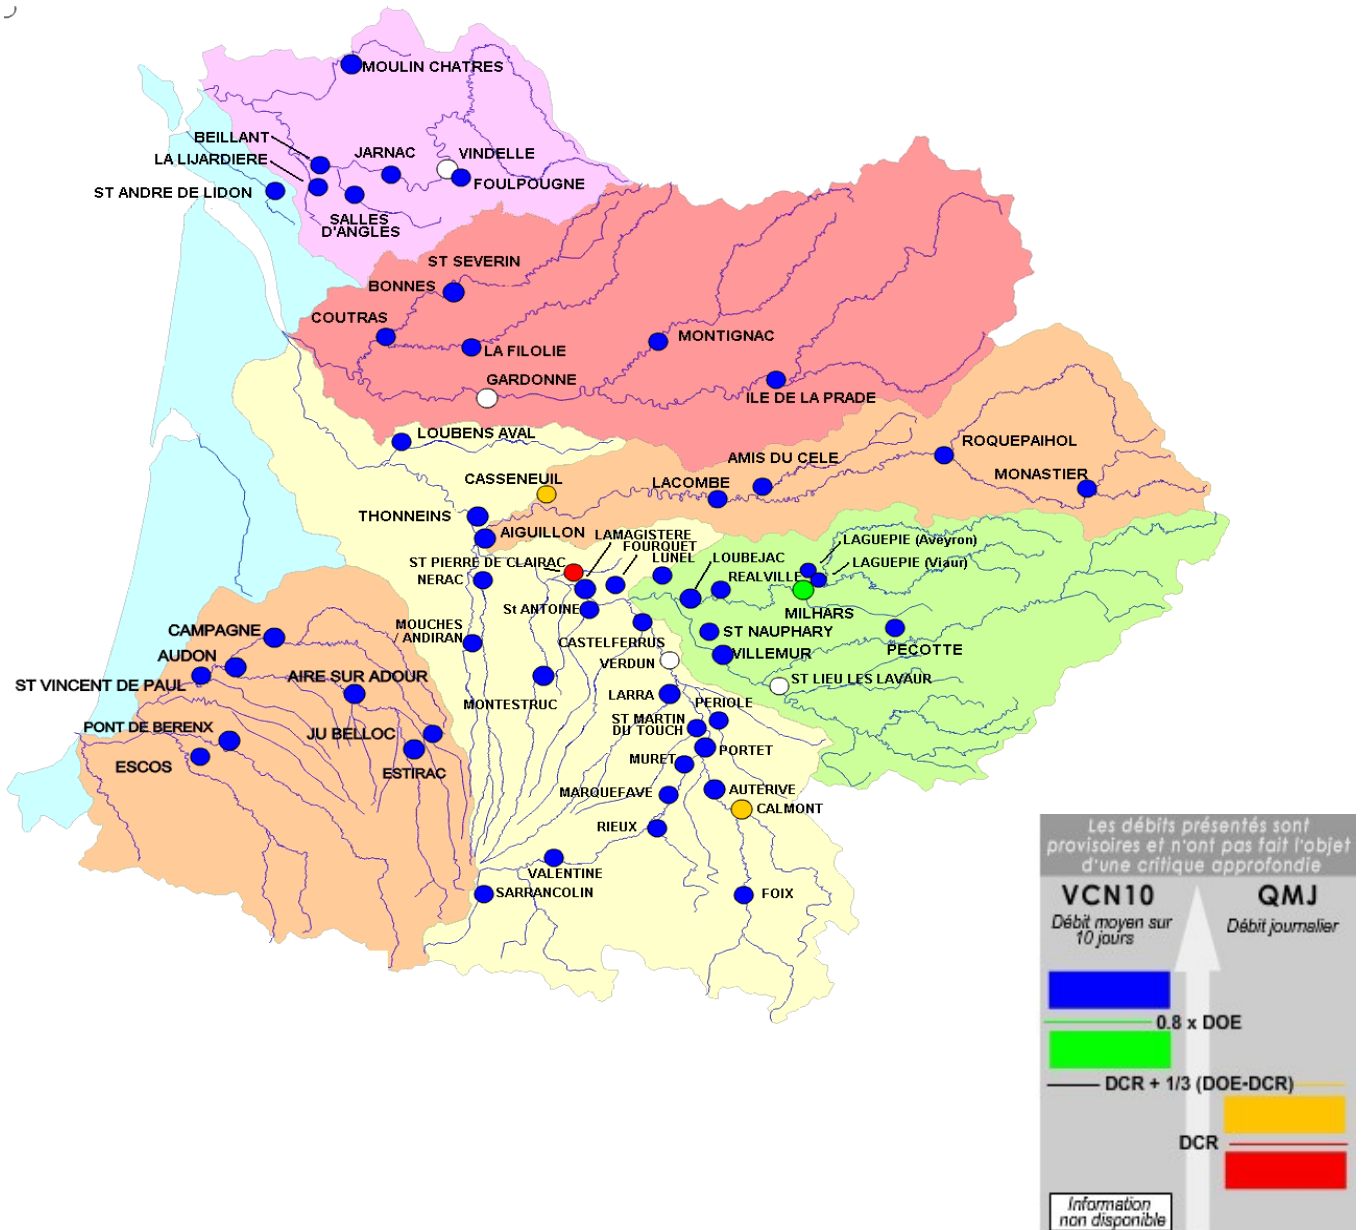 MOULIN CHATRES
BEILLANT
LA LIJARDIERE
JARNAC
VINDELLE
FOULPOUGNE
ST ANDRE DE LIDON
SALLES
D'ANGLES
ST SEVERIN
BONNES
COUTRAS
LA FILOLIE
MONTIGNAC
GARDONNE
ILE DE LA PRADE
LOUBENS AVAL
ROQUEPAIHOL
AMIS DU CELE
MONASTIER
CASSENEUIL
LACOMBE
THONNEINS
AIGUILLON
LAMAGISTERE
FOURQUET
LUNEL
LOUBEJAC
LAGUEPIE (Aveyron)
LAGUEPIE (Viaur)
ST PIERRE DE CLAIRAC
NERAC
REALVILLE
St ANTOINE
MILHARS
MOUCHES
ANDIRAN
CASTELFERRUS
ST NAUPHARY
PECOTTE
VILLEMUR
VERDUN
ST LIEU LES LAVAUR
CAMPAGNE
AUDON
ST VINCENT DE PAUL
AIRE SUR ADOUR
MONTESTRUC
LARRA
PERIOLE
ST MARTIN
DU TOUCH
PONT DE BERENX
JU BELLOC
PORTET
ESCOS
ESTIRAC
MURET
MARQUEFAVE
AUTERIVE
CALMONT
RIEUX
VALENTINE
SARRANCOLIN
FOIX
Les débits présentés sont
provisoires et n'ont pas fait l'objet
d'une critique approfondie
VCN10
QMJ
Débit moyen sur
10 jours
Débit journalier
0.8 x DOE
DCR + 1/3 (DOE-DCR)
DCR
Information
non disponible